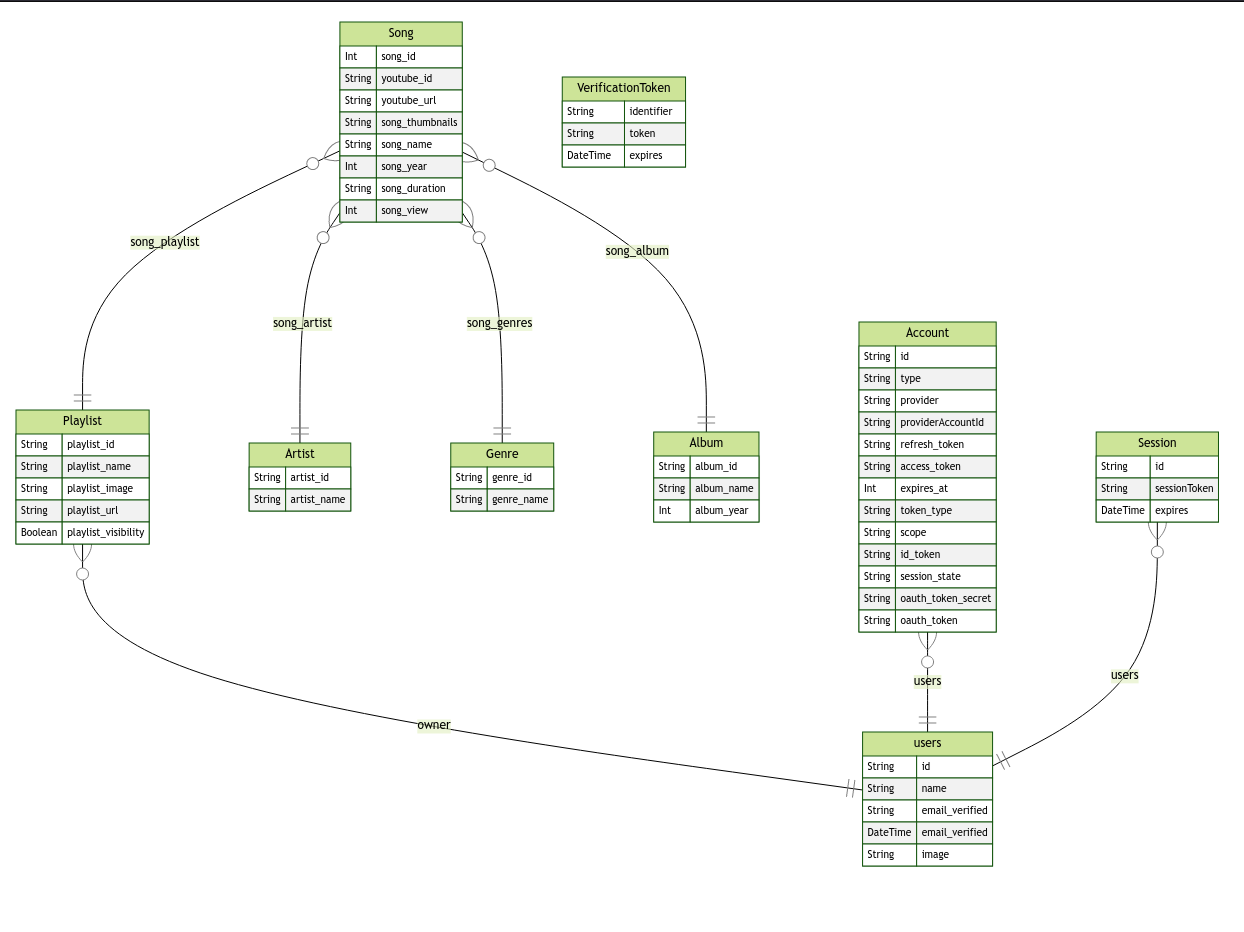 Song
Int song_id
String youtube_id
String youtube_url
String song_thumbnails
String song_name
Int song_year
String song_duration
Int song_view
VerificationToken
String identifier
String token
DateTime expires
song_playlist
song_album
song_artist
song_genres
Playlist
String playlist_id
String playlist_name
String playlist_image
String playlist_url
Boolean playlist_visibility
Artist
String artist_id
String artist_name
Genre
String genre_id
String genre_name
Album
String album_id
String album_name
Int album_year
Account
String id
String type
String provider
String providerAccountId
String refresh_token
String access_token
Int expires_at
String token_type
String scope
String id_token
String session_state
String oauth_token_secret
String oauth_token
Session
String id
String sessionToken
DateTime expires
users
users
owner
users
String id
String name
String email_verified
DateTime email_verified
String image